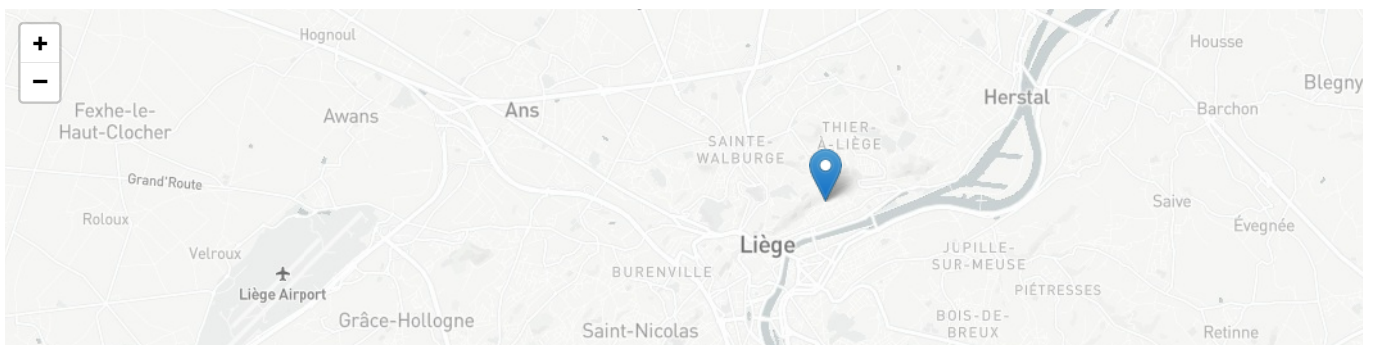 +
−
Hognoul
Housse
Blegny
Herstal
Fexhe-le-
Haut-Clocher
Awans
Ans
Barchon
THIER-
À-LIÈGE
SAINTE-
WALBURGE
Grand'Route
Roloux
Saive
Évegnée
Velroux
Liège
JUPILLE-
SUR-MEUSE
BURENVILLE
Liège Airport
PIÉTRESSES
Grâce-Hollogne
Saint-Nicolas
BOIS-DE-
BREUX
Retinne